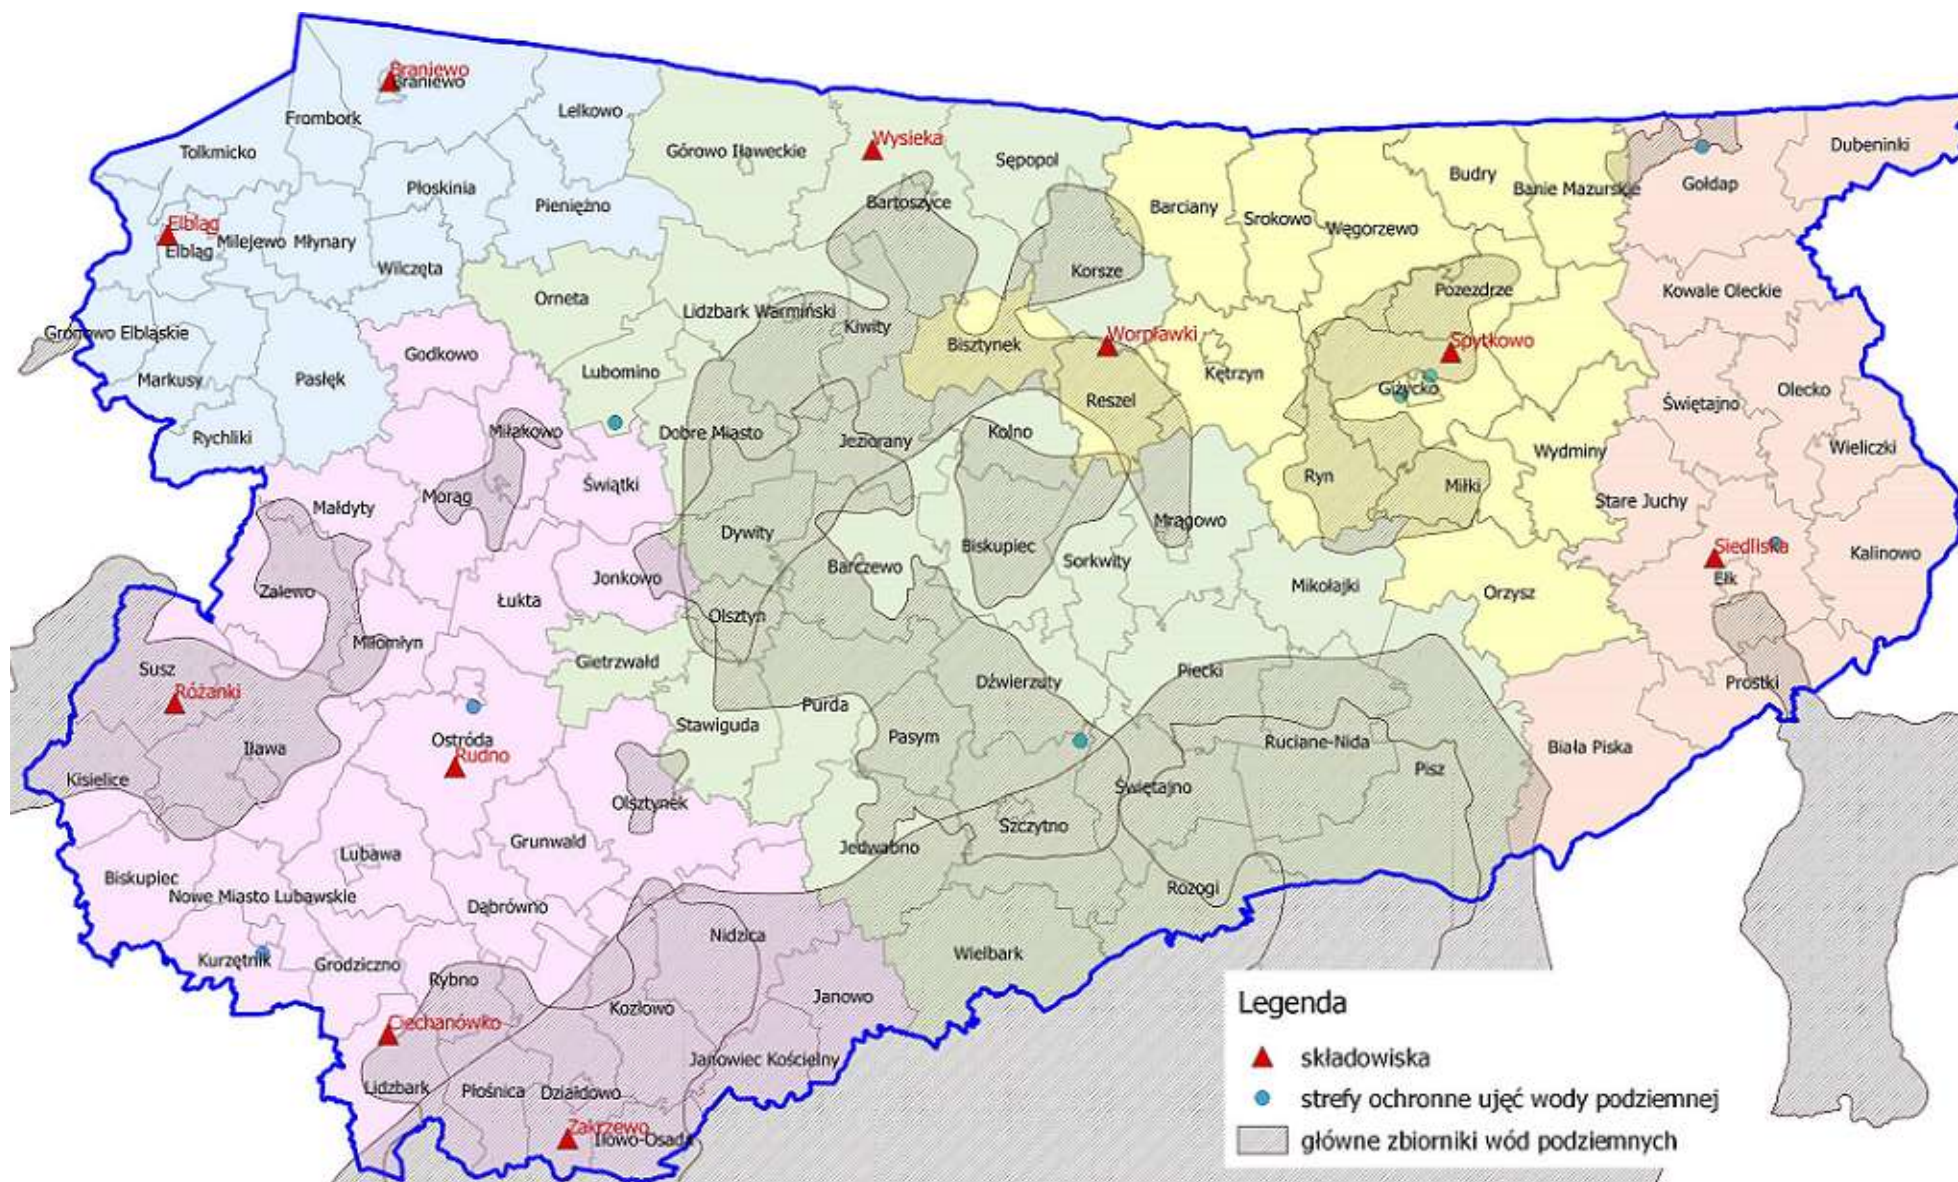 Braniewo
Braniewo
Lelkowo
Frombork
Tolkmicko
Płoskinia
Pieniężno
Elbląg
Elbląg
Milejewo
Młynary
Wilczęta
Gronowo Elbląskie
Markusy
Pasłęk
Rychliki
Górowo Iławeckie
Wysieka
Sępopol
Bartoszyce
Korsze
Orneta
Lidzbark Warmiński
Kiwity
Lubomino
Dobre Miasto
Jeziorany
Kolno
Bisztynek
Worpławki
Reszel
Kętrzyn
Barciany
Srokowo
Węgorzewo
Budry
Banie Mazurskie
Pozezdrze
Spytkowo
Giżycko
Ryn
Miłki
Wydminy
Orzysz
Gołdap
Dubeninki
Kowale Oleckie
Świętajno
Olecko
Wieliczki
Stare Juchy
Siedliska
Ełk
Kalinowo
Prostki
Biała Piska
Godkowo
Miłakowo
Morąg
Małdyty
Świątki
Zalewo
Łukta
Jonkowo
Miłomłyn
Susz
Różanki
Iława
Kisielice
Ostróda
Rudno
Olsztynek
Grunwald
Lubawa
Biskupiec
Nowe Miasto Lubawskie
Dąbrówno
Kurzętnik
Grodziczno
Rybno
Nidzica
Kozłowo
Janowo
Ciechanówko
Janowiec Kościelny
Lidzbark
Płośnica
Działdowo
Zakrzewo
Iłowo-Osada
Dywity
Barczewo
Biskupiec
Mrągowo
Sorkwity
Mikołajki
Olsztyn
Gietrzwałd
Stawiguda
Purda
Dźwierzuty
Piecki
Pasym
Ruciane-Nida
Pisz
Świętajno
Szczytno
Jedwabno
Rozogi
Wielbark
Legenda
składowiska
strefy ochronne ujęć wody podziemnej
główne zbiorniki wód podziemnych